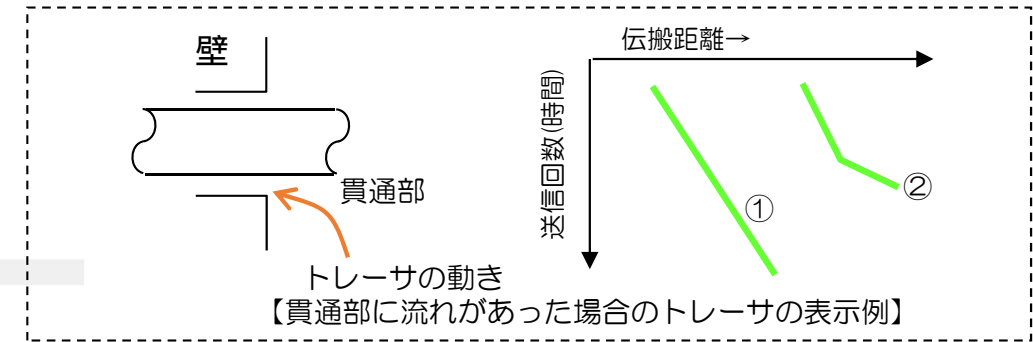 壁
貫通部
トレーサの動き
伝搬距離→
送信回数(時間)
①
②
【貫通部に流れがあった場合のトレーサの表示例】